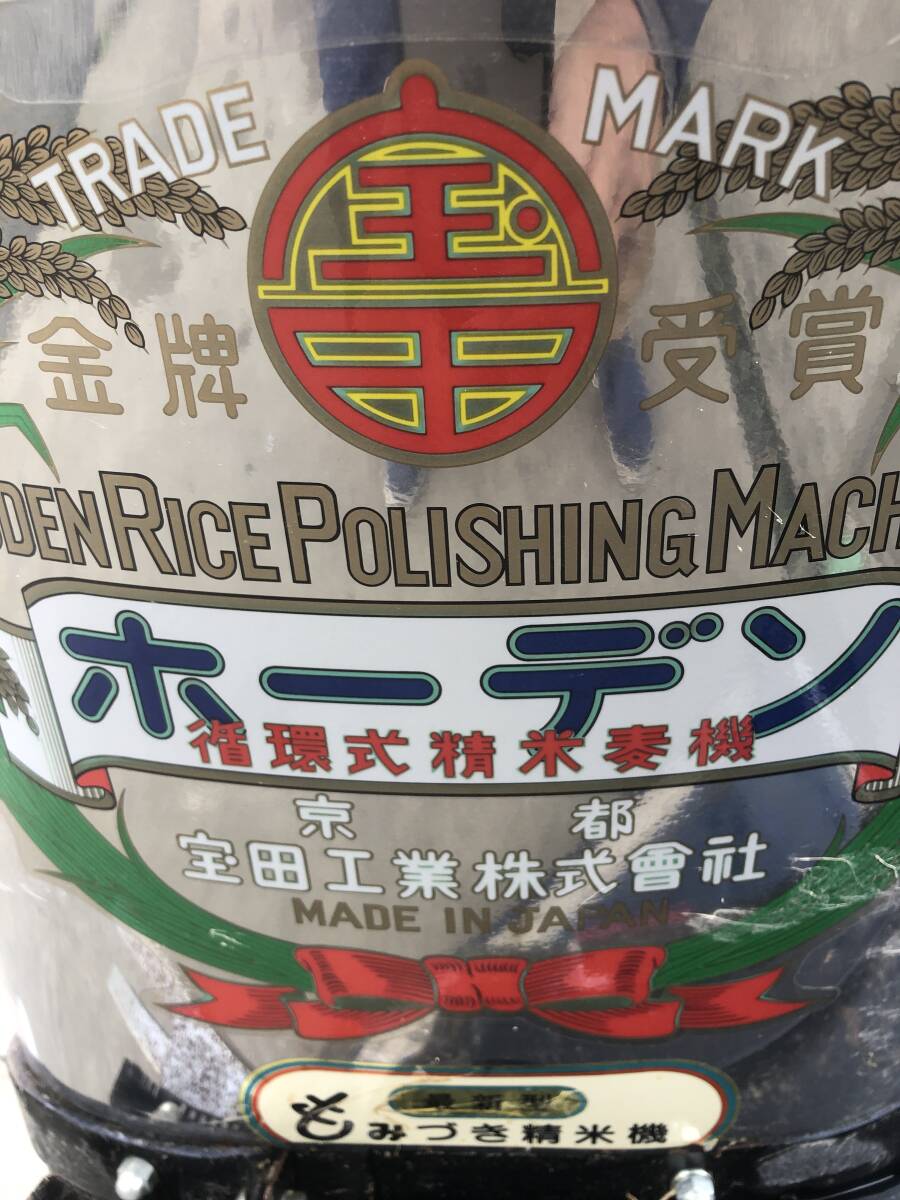 TRADE MARK
金牌 受賞
DEN RICE POLISHING MACH
ホーデン
循環式精米麦機
京都
宝田工業株式會社
MADE IN JAPAN
最新型
みづき精米機